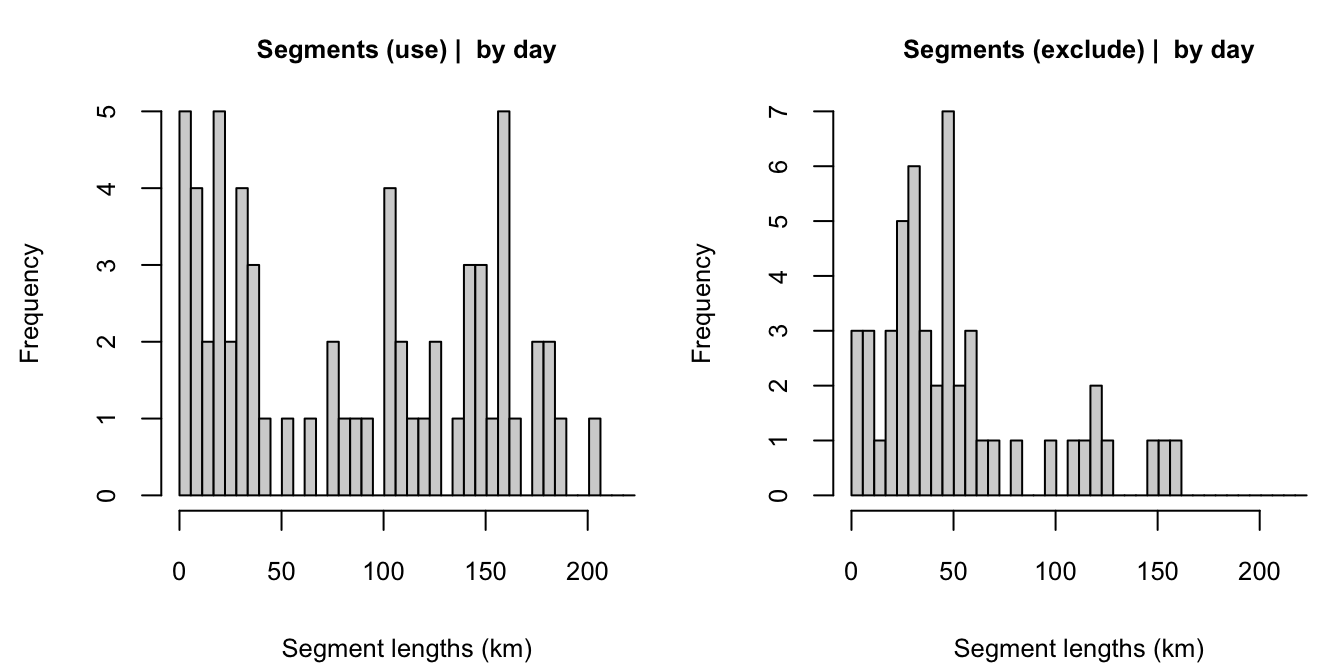 Segments (use) |  by day
Frequency
5
4
3
2
1
0
0 50 100 150 200
Segment lengths (km)
Segments (exclude) |  by day
Frequency
7
6
5
4
3
2
1
0
0 50 100 150 200
Segment lengths (km)